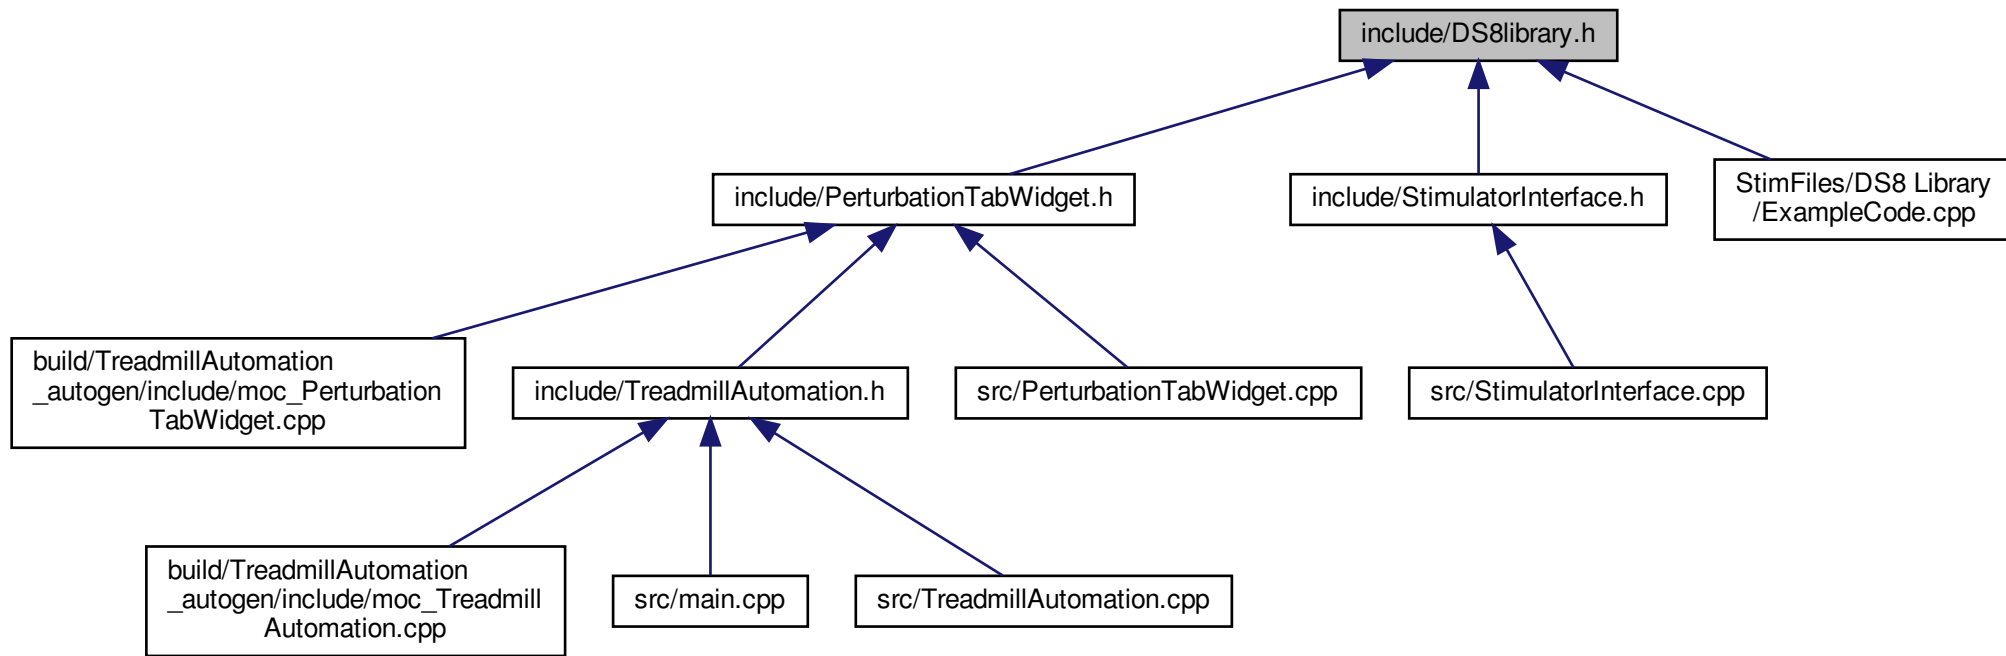 include/DS8library.h
include/PerturbationTabWidget.h
include/StimulatorInterface.h
StimFiles/DS8 Library
/ExampleCode.cpp
build/TreadmillAutomation
_autogen/include/moc_Perturbation
TabWidget.cpp
include/TreadmillAutomation.h
src/PerturbationTabWidget.cpp
src/StimulatorInterface.cpp
build/TreadmillAutomation
_autogen/include/moc_Treadmill
Automation.cpp
src/main.cpp
src/TreadmillAutomation.cpp